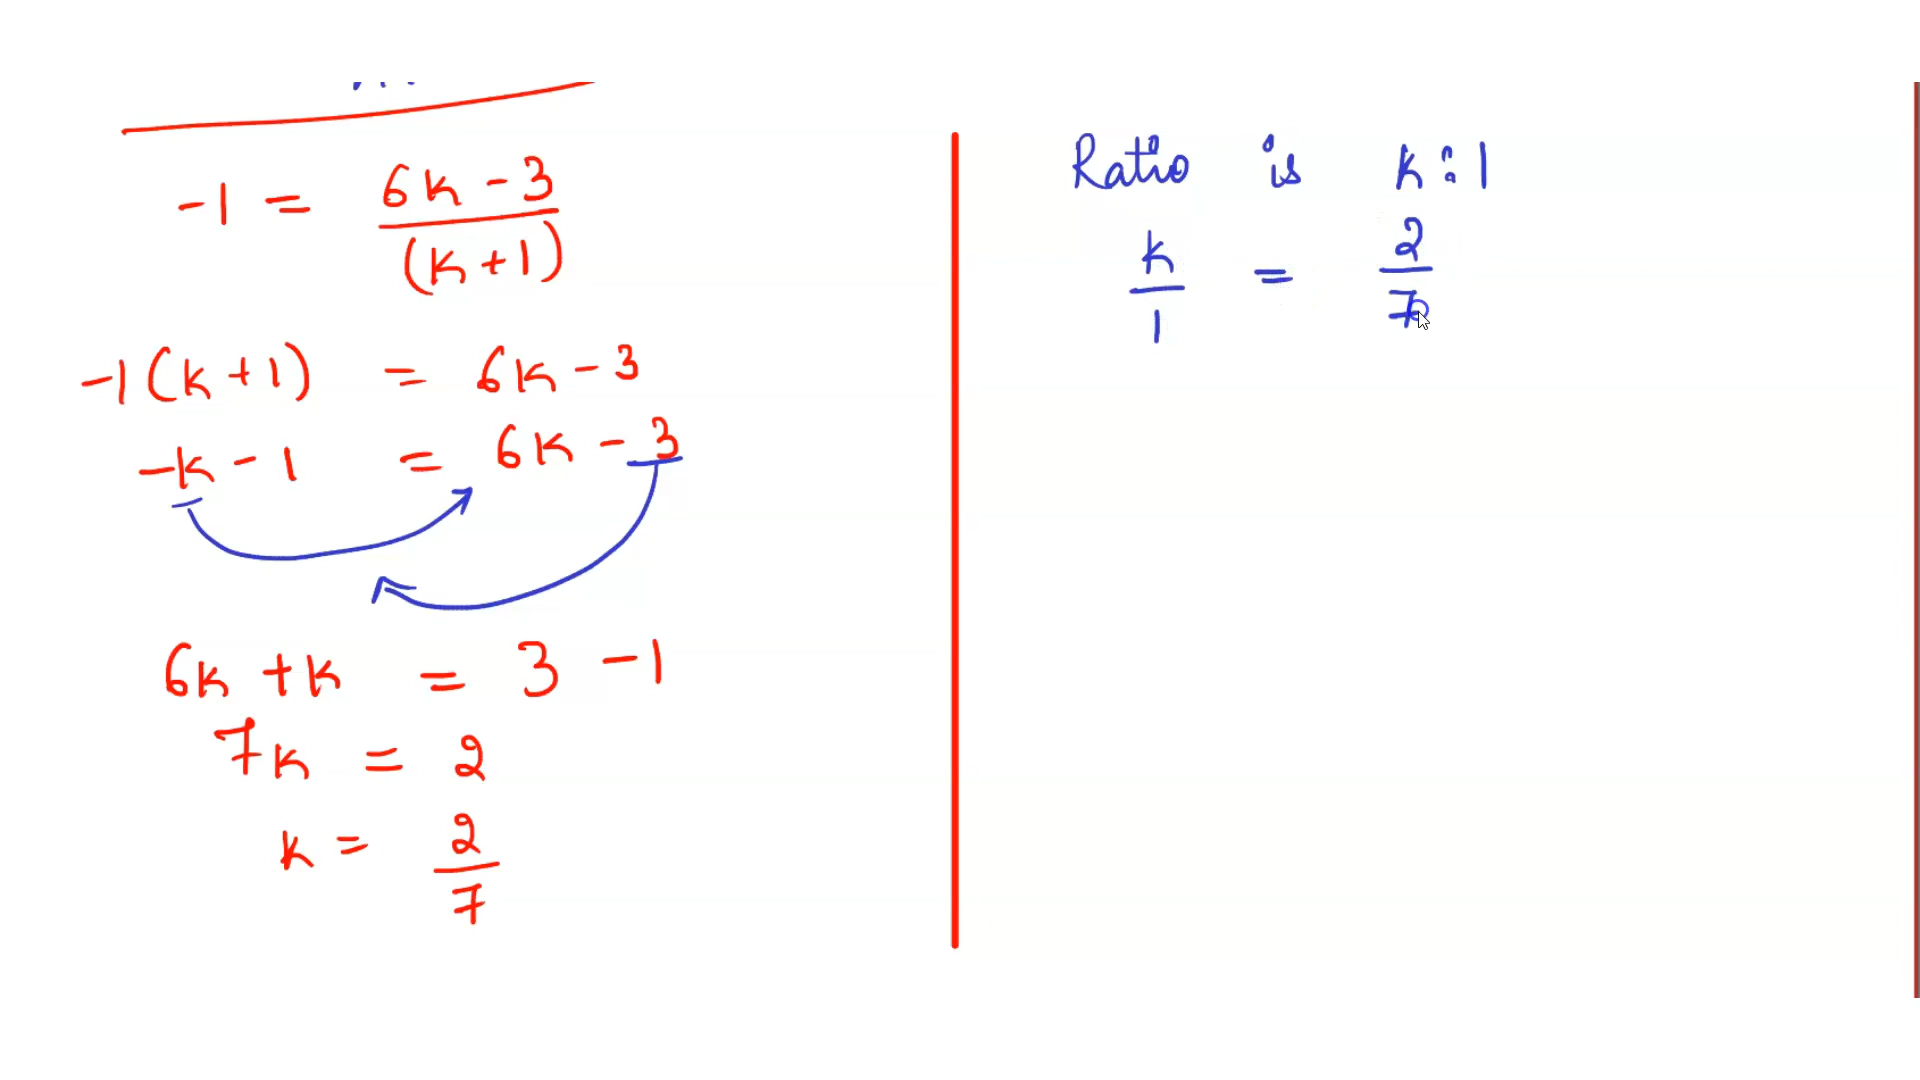 -1 = (6k - 3)/(k+1)
-1(k+1) = 6k - 3
-k - 1 = 6k - 3
6k + k = 3 - 1
7k = 2
k = 2/7
Ratio is k : 1
k/1 = 2/7